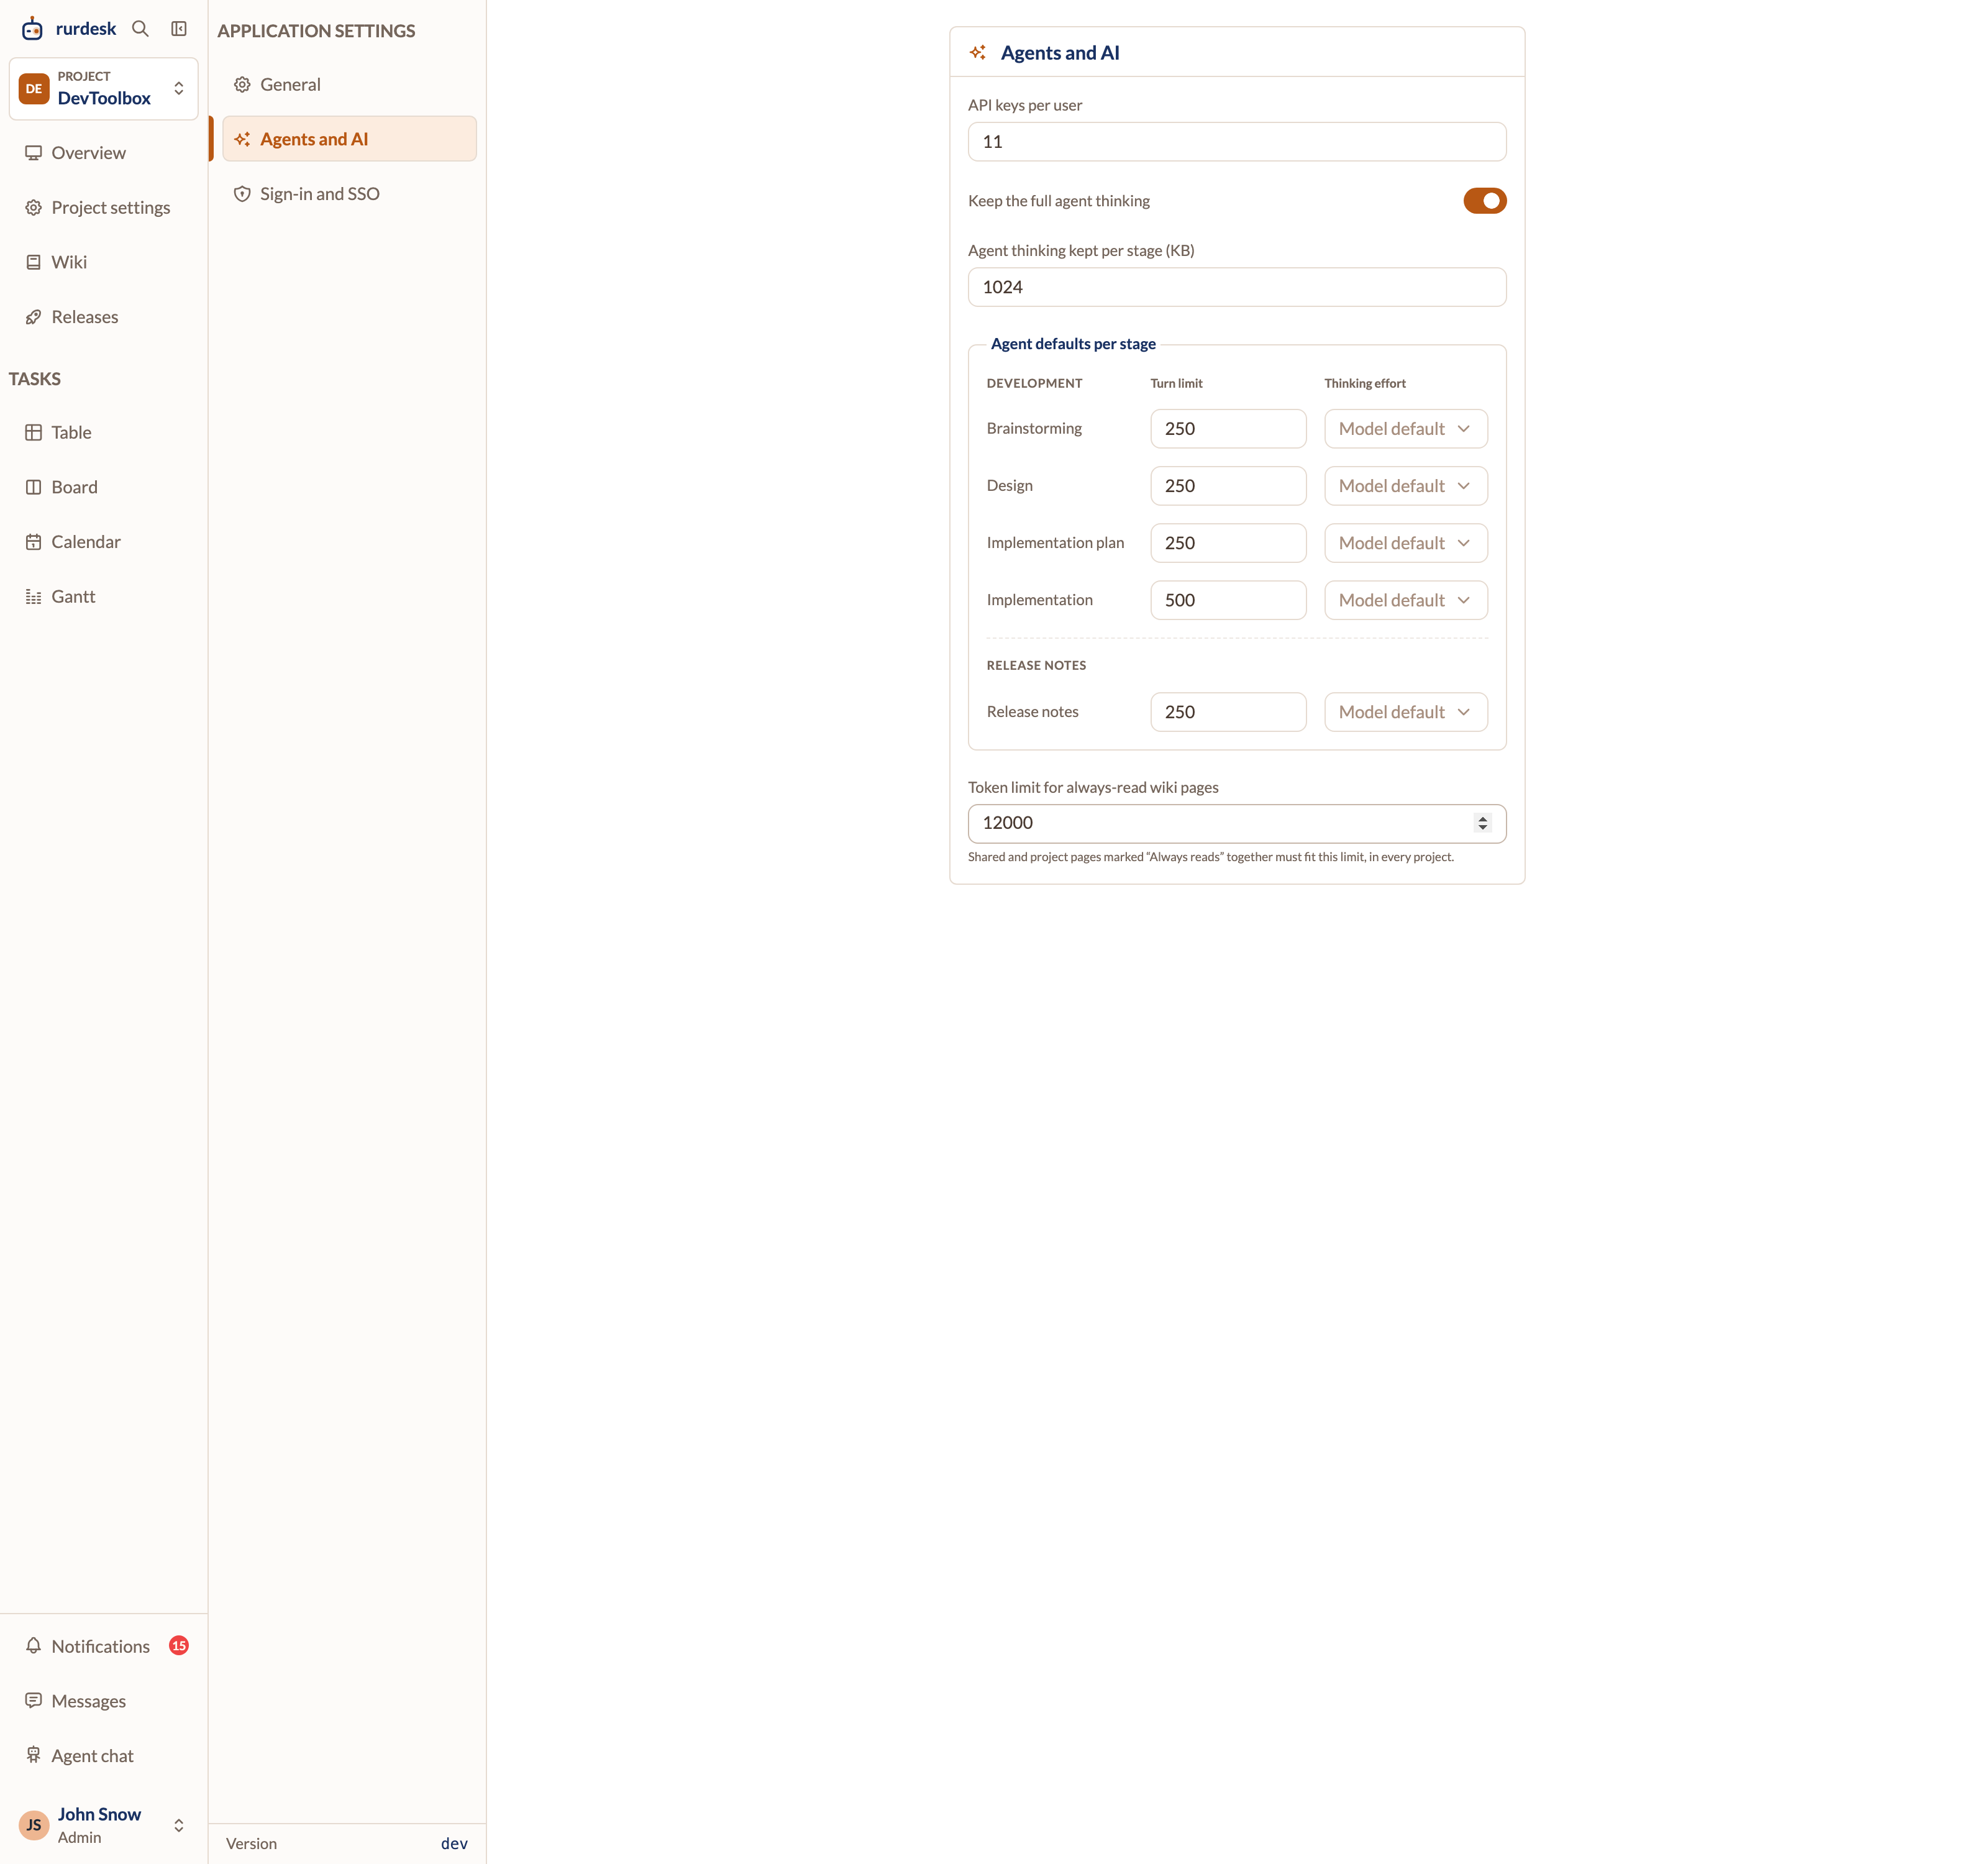 rurdesk
DE
PROJECT
DevToolbox
Overview
Project settings
Wiki
Releases
TASKS
Table
Board
Calendar
Gantt
Notifications
15
Messages
Agent chat
JS
John Snow
Admin
APPLICATION SETTINGS
General
Agents and AI
Sign-in and SSO
Version dev
Agents and AI
API keys per user
11
Keep the full agent thinking
Agent thinking kept per stage (KB)
1024
Agent defaults per stage
DEVELOPMENT Turn limit Thinking effort
Brainstorming 250 Model default
Design 250 Model default
Implementation plan 250 Model default
Implementation 500 Model default
RELEASE NOTES
Release notes 250 Model default
Token limit for always-read wiki pages
12000
Shared and project pages marked “Always reads” together must fit this limit, in every project.